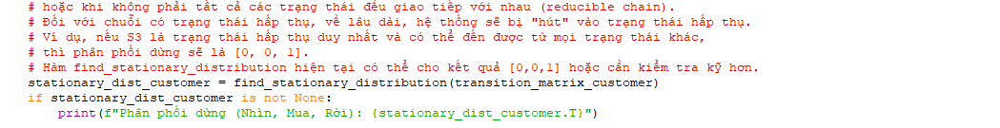 # hoặc khi không phải tất cả các trạng thái đều giao tiếp với nhau (reducible chain).
# Đối với chuỗi có trạng thái hấp thụ, về lâu dài, hệ thống sẽ bị "hút" vào trạng thái hấp thụ.
# Ví dụ, nếu S3 là trạng thái hấp thụ duy nhất và có thể đến được từ mọi trạng thái khác,
# thì phân phối dừng sẽ là [0, 0, 1].
# Hàm find_stationary_distribution hiện tại có thể cho kết quả [0,0,1] hoặc cần kiểm tra kỹ hơn.
stationary_dist_customer = find_stationary_distribution(transition_matrix_customer)
if stationary_dist_customer is not None:
    print(f"Phân phối dừng (Nhìn, Mua, Rời): {stationary_dist_customer.T}")